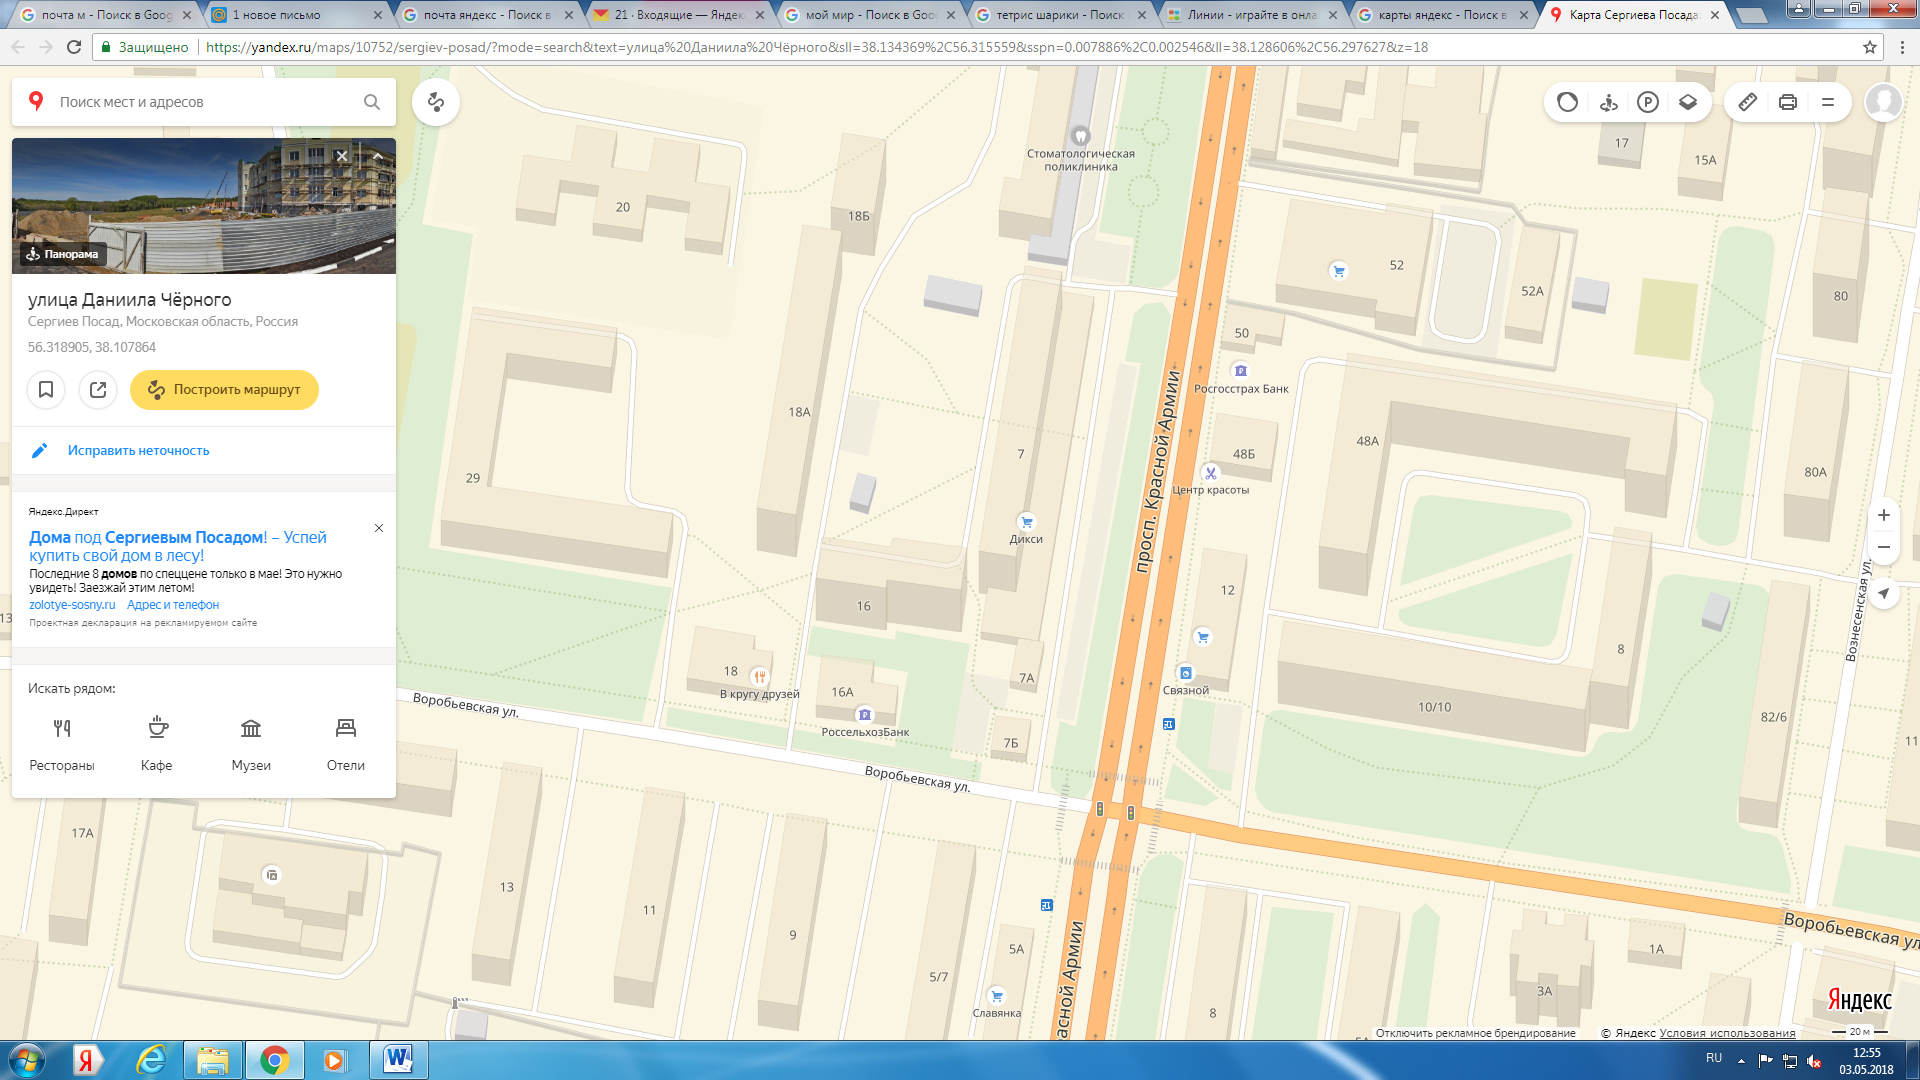 почта м - Поиск в Goog
1 новое письмо
почта яндекс - Поиск в
21 · Входящие — Яндекс
мой мир - Поиск в Goo
тетрис шарики - Поиск
Линии - играйте в онла
карты яндекс - Поиск в
Карта Сергиева Посада:
Защищено
https://yandex.ru/maps/10752/sergiev-posad/?mode=search&text=улица%20Даниила%20Чёрного&sll=38.134369%2C56.315559&sspn=0.007886%2C0.002546&ll=38.128606%2C56.297627&z=18
Поиск мест и адресов
Панорама
улица Даниила Чёрного
Сергиев Посад, Московская область, Россия
56.318905, 38.107864
Построить маршрут
Исправить неточность
Яндекс.Директ
Дома под Сергиевым Посадом! – Успей
купить свой дом в лесу!
Последние 8 домов по спеццене только в мае! Это нужно
увидеть! Заезжай этим летом!
zolotye-sosny.ru Адрес и телефон
Проектная декларация на рекламируемом сайте
Искать рядом:
Рестораны
Кафе
Музеи
Отели
Стоматологическая
поликлиника
17
15А
20
18Б
52
52А
80
50
Росгосстрах Банк
18А
просп. Красной Армии
48А
48Б
7
29
80А
Центр красоты
Дикси
16
12
Вознесенская ул.
8
18
В кругу друзей
16А
7А
Связной
РоссельхозБанк
10/10
82/6
Воробьевская ул.
7Б
11
Воробьевская ул.
17А
13
11
9
5/7
5А
Славянка
расной Армии
8
3А
1А
Воробьевская ул
Яндекс
Отключить рекламное брендирование
© Яндекс Условия использования
20 м
RU
12:55
03.05.2018